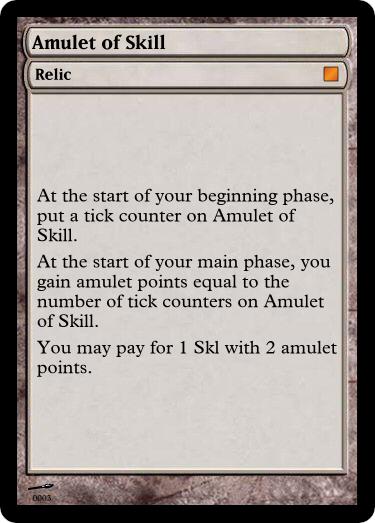 Amulet of Skill
Relic
At the start of your beginning phase,
put a tick counter on Amulet of
Skill.
At the start of your main phase, you
gain amulet points equal to the
number of tick counters on Amulet
of Skill.
You may pay for 1 Skl with 2 amulet
points.
0003